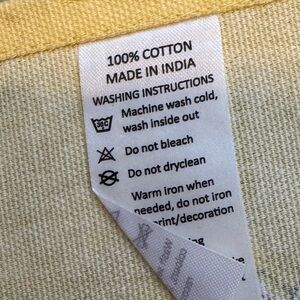 100% COTTON
MADE IN INDIA
WASHING INSTRUCTIONS
30C
Machine wash cold,
wash inside out
Do not bleach
Do not dryclean
Warm iron when
needed, do not iron
print/decoration